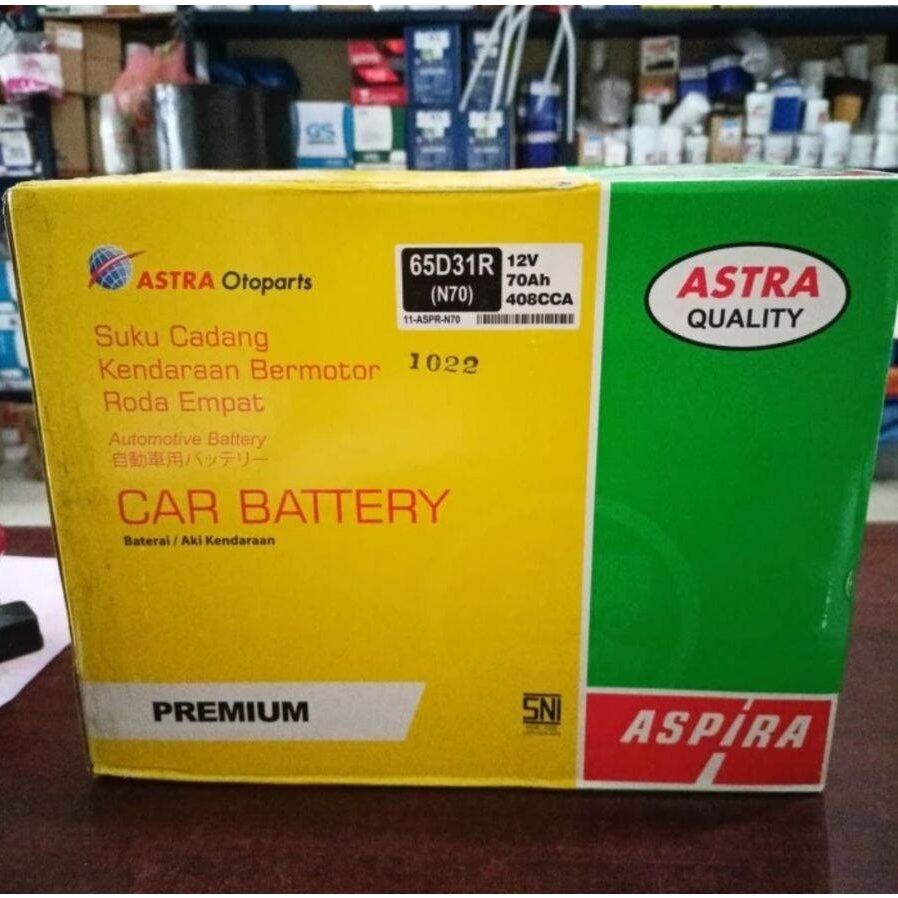 ASTRA Otoparts
65D31R
(N70)
12V
70Ah
408CCA
11-ASPR-N70
ASTRA
QUALITY
Suku Cadang
Kendaraan Bermotor
Roda Empat
1022
Automotive Battery
自動車用バッテリー
CAR BATTERY
Baterai / Aki Kendaraan
PREMIUM
SNI
ASPIRA
GS